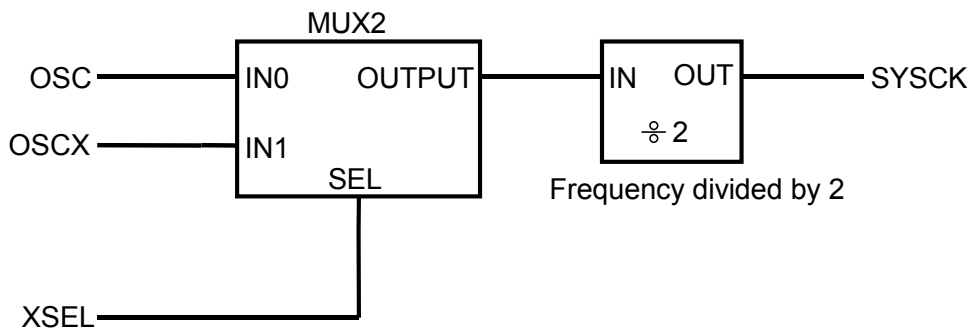 MUX2
OSC
IN0
OUTPUT
IN
OUT
SYSCK
OSCX
IN1
÷ 2
SEL
Frequency divided by 2
XSEL